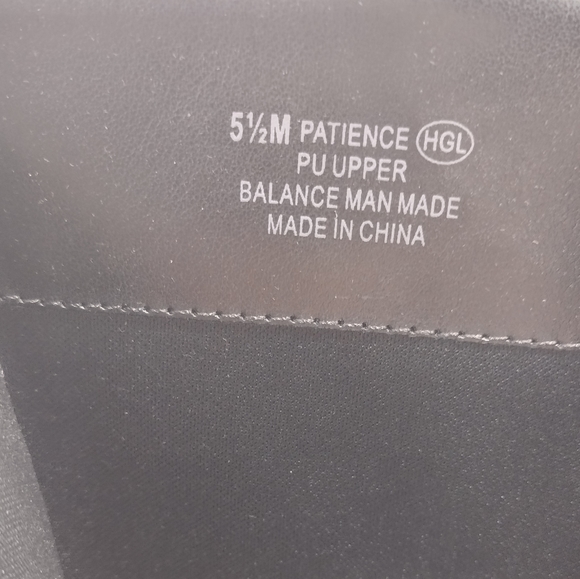 5½M PATIENCE HGL
PU UPPER
BALANCE MAN MADE
MADE IN CHINA